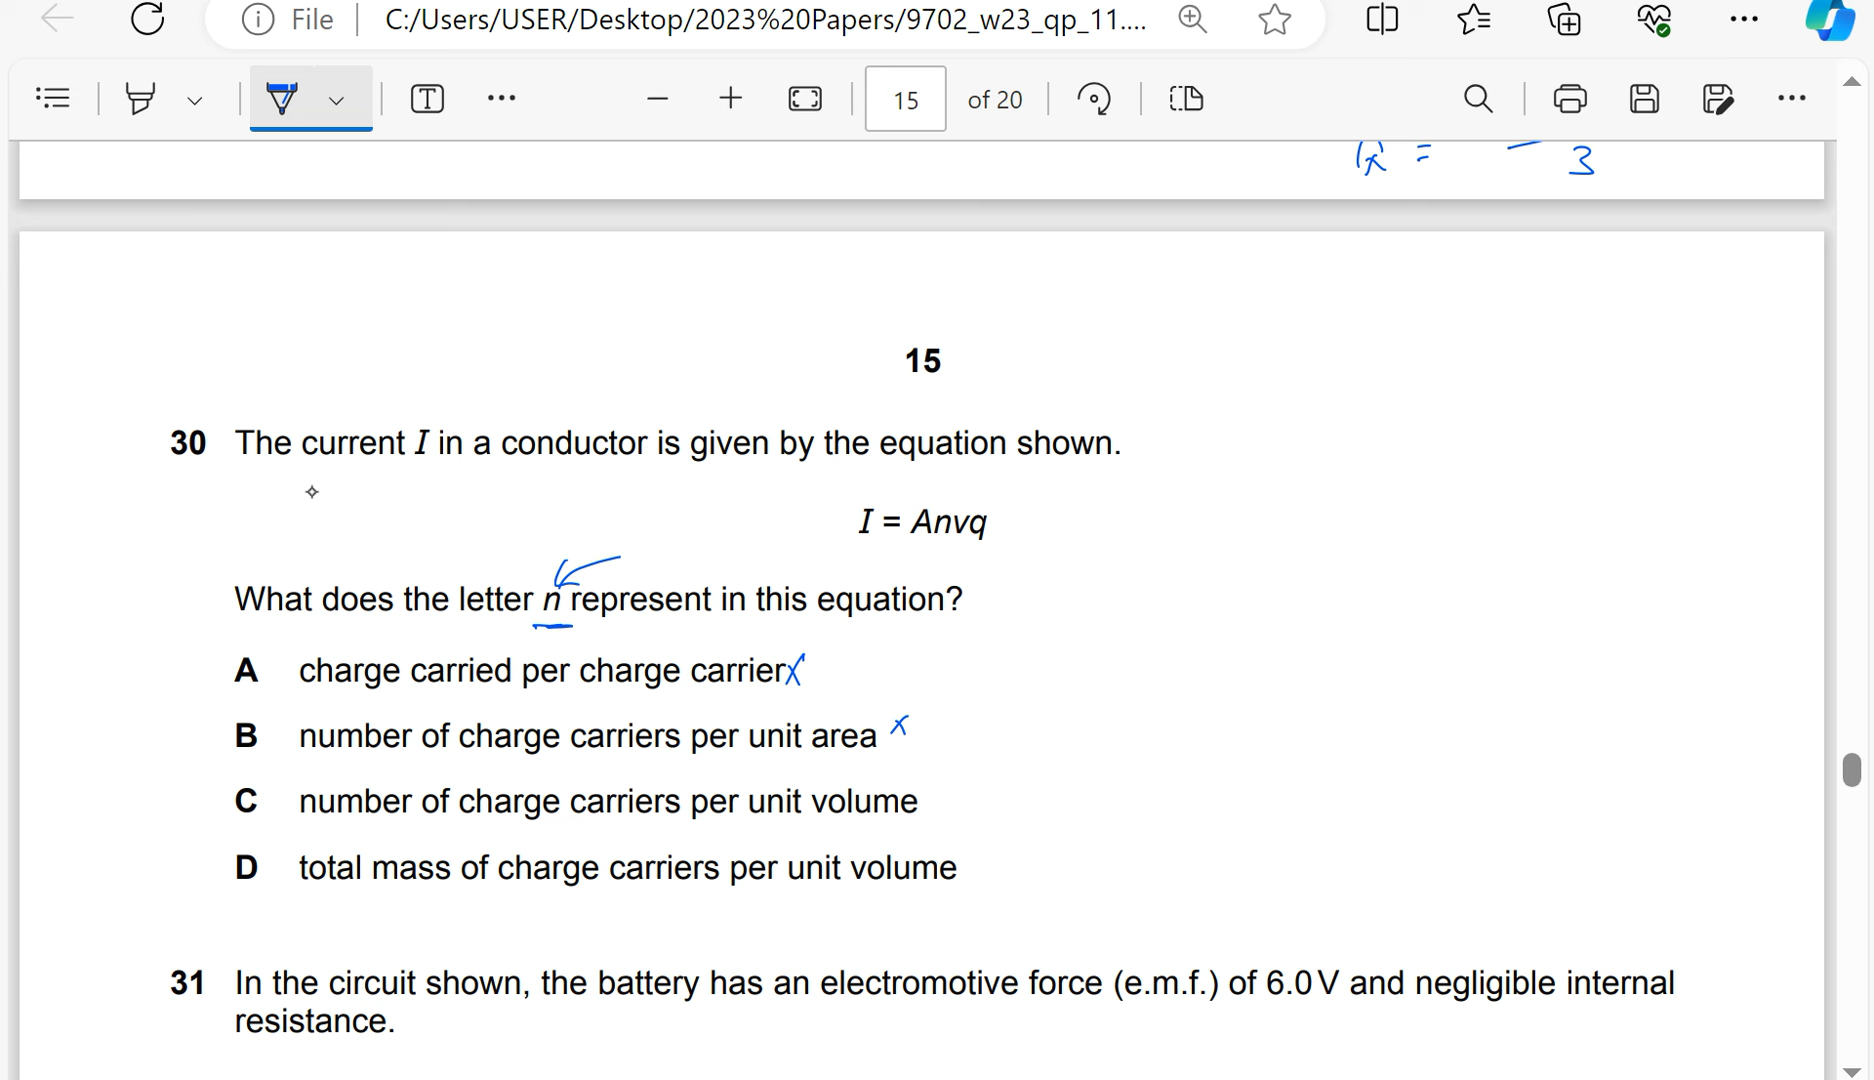 File C:/Users/USER/Desktop/2023%20Papers/9702_w23_qp_11....
15 of 20
= 3
15
30 The current I in a conductor is given by the equation shown.
I = Anvq
What does the letter n represent in this equation?
A charge carried per charge carrier x
B number of charge carriers per unit area x
C number of charge carriers per unit volume
D total mass of charge carriers per unit volume
31 In the circuit shown, the battery has an electromotive force (e.m.f.) of 6.0 V and negligible internal
resistance.